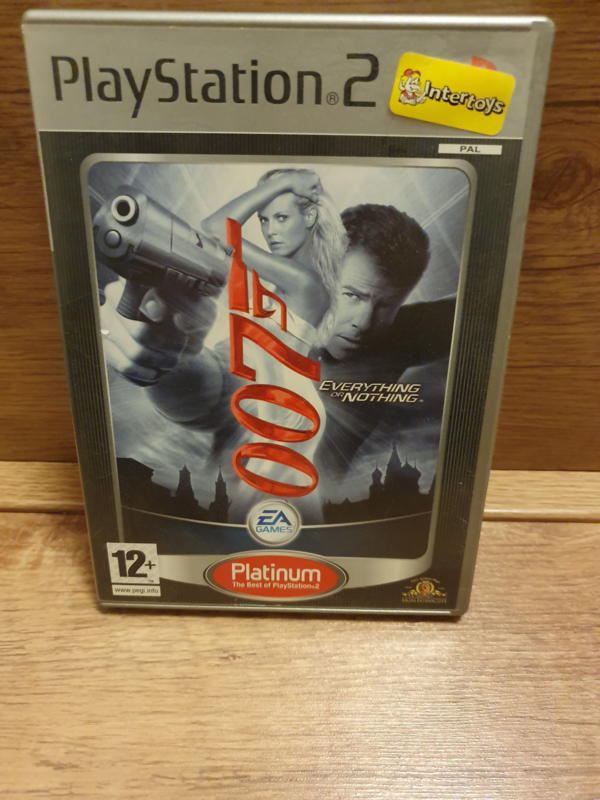 PlayStation®2
Intertoys
PAL
007
EVERYTHING
OR NOTHING™
EA
GAMES
12+
www.pegi.info
Platinum
The Best of PlayStation®2